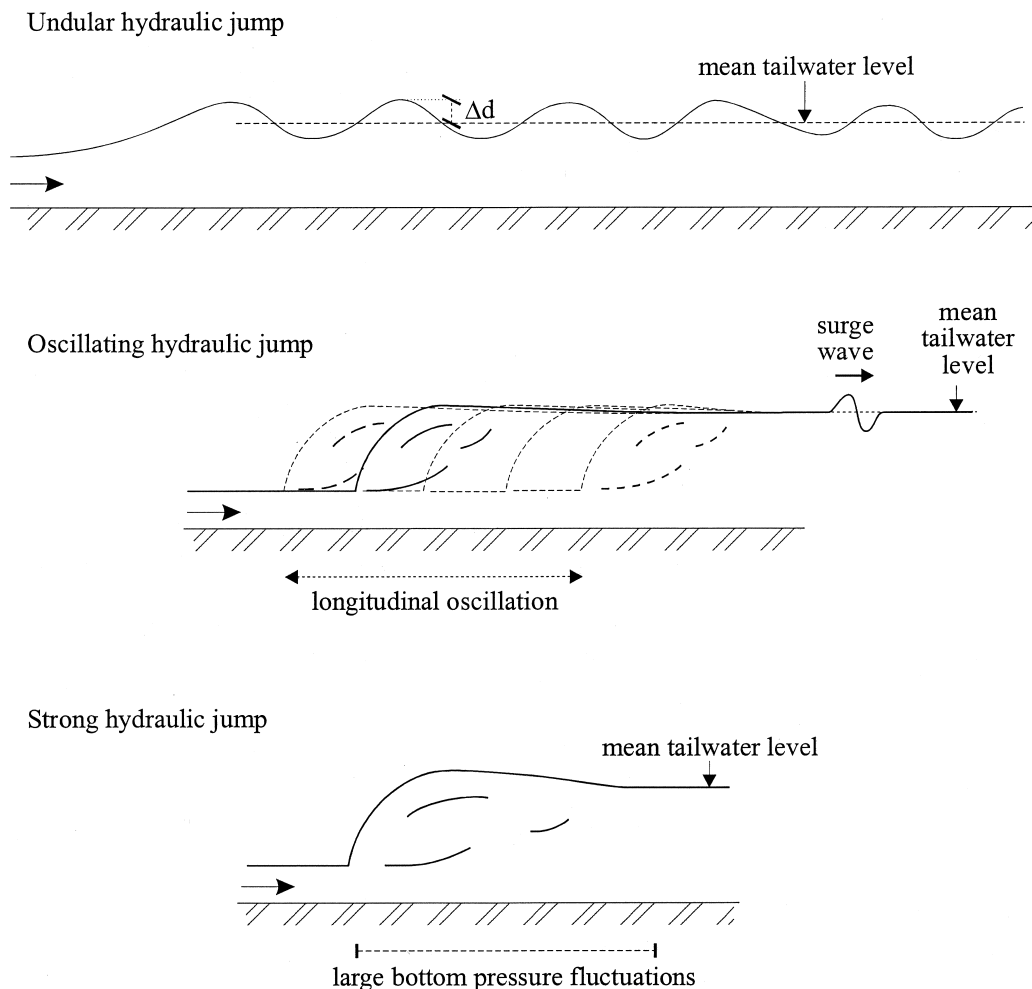 Undular hydraulic jump
mean tailwater level
Δd
Oscillating hydraulic jump
surge
wave
mean
tailwater
level
longitudinal oscillation
Strong hydraulic jump
mean tailwater level
large bottom pressure fluctuations